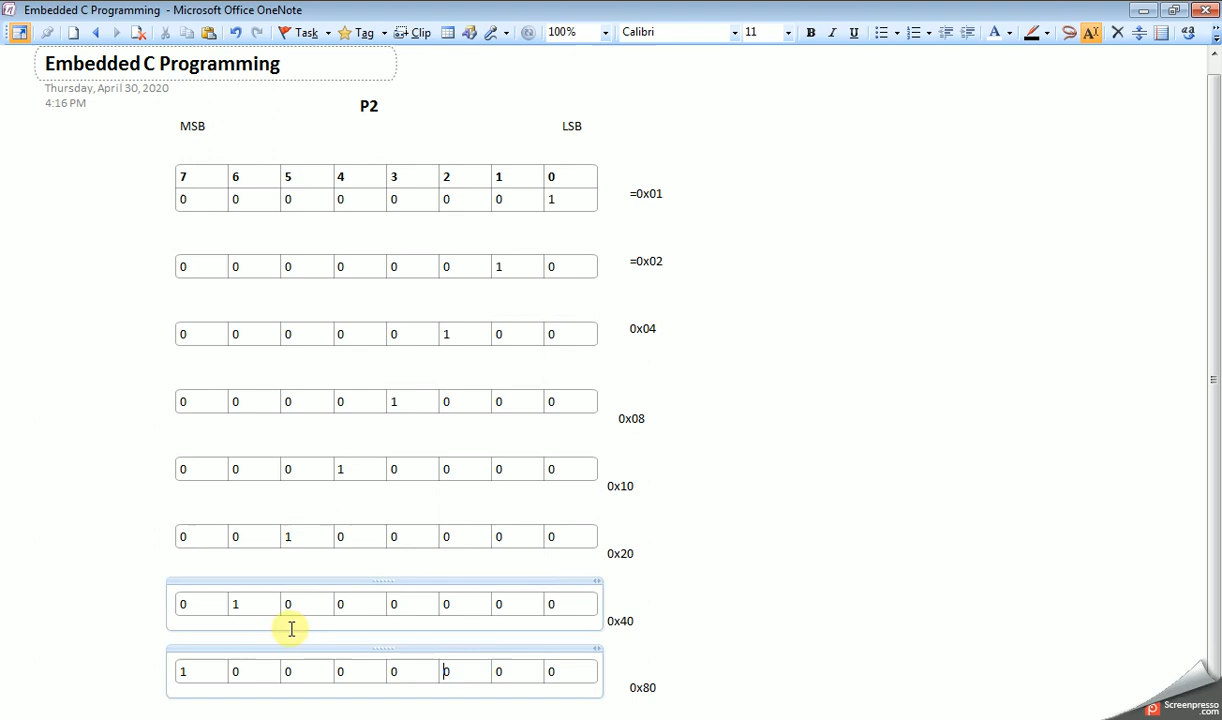 Embedded C Programming - Microsoft Office OneNote
Task Tag Clip 100% Calibri 11 B I U A A
Embedded C Programming
Thursday, April 30, 2020
4:16 PM
P2
MSB LSB
7 6 5 4 3 2 1 0
0 0 0 0 0 0 0 1 =0x01
0 0 0 0 0 0 1 0 =0x02
0 0 0 0 0 1 0 0 0x04
0 0 0 0 1 0 0 0 0x08
0 0 0 1 0 0 0 0 0x10
0 0 1 0 0 0 0 0 0x20
0 1 0 0 0 0 0 0 0x40
1 0 0 0 0 0 0 0 0x80
Screenpresso
.com